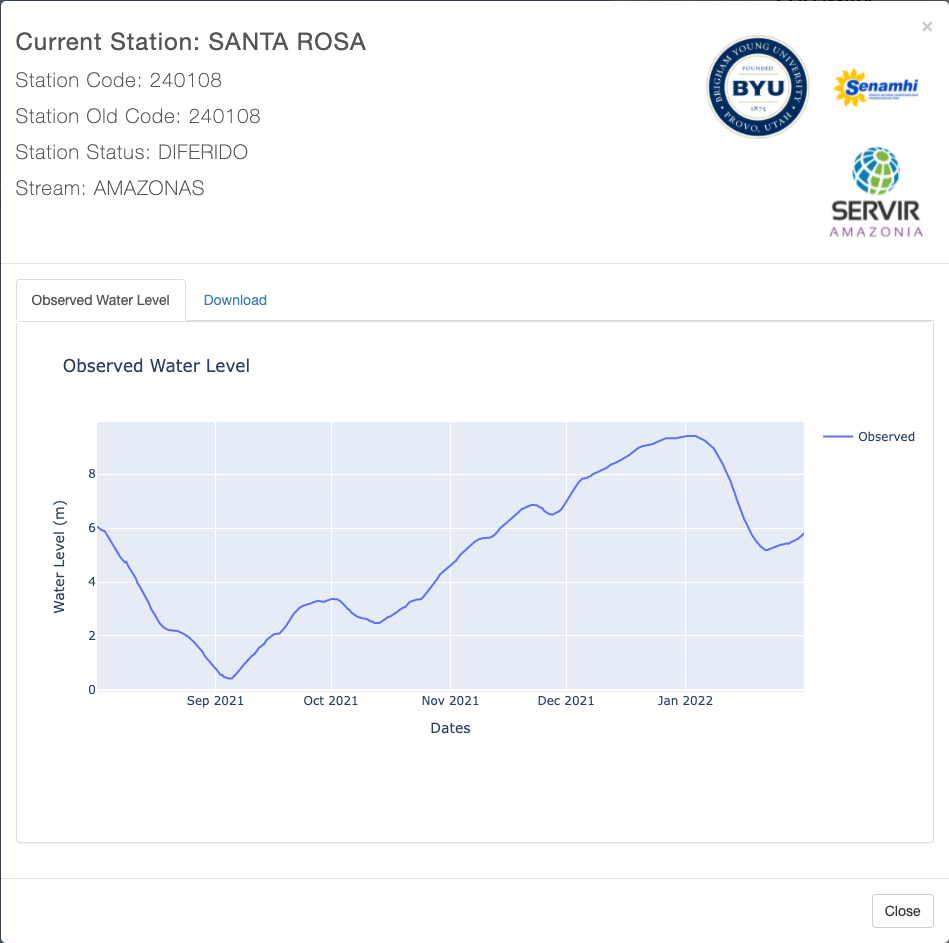 ×
Current Station: SANTA ROSA
Station Code: 240108
Station Old Code: 240108
Station Status: DIFERIDO
Stream: AMAZONAS
BRIGHAM YOUNG UNIVERSITY
FOUNDED
BYU
1875
PROVO, UTAH
Senamhi
SERVIR
AMAZONIA
Observed Water Level
Download
Observed Water Level
Observed
Water Level (m)
8
6
4
2
0
Sep 2021 Oct 2021 Nov 2021 Dec 2021 Jan 2022
Dates
Close